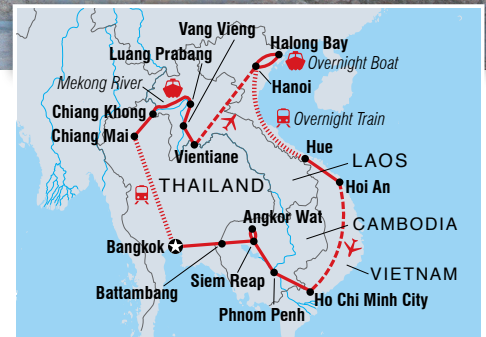 Vang Vieng
Halong Bay
Luang Prabang
Overnight Boat
Mekong River
Hanoi
Chiang Khong
Overnight Train
Chiang Mai
Hue
Vientiane
LAOS
THAILAND
Hoi An
Angkor Wat
CAMBODIA
Bangkok
VIETNAM
Battambang
Siem Reap
Ho Chi Minh City
Phnom Penh